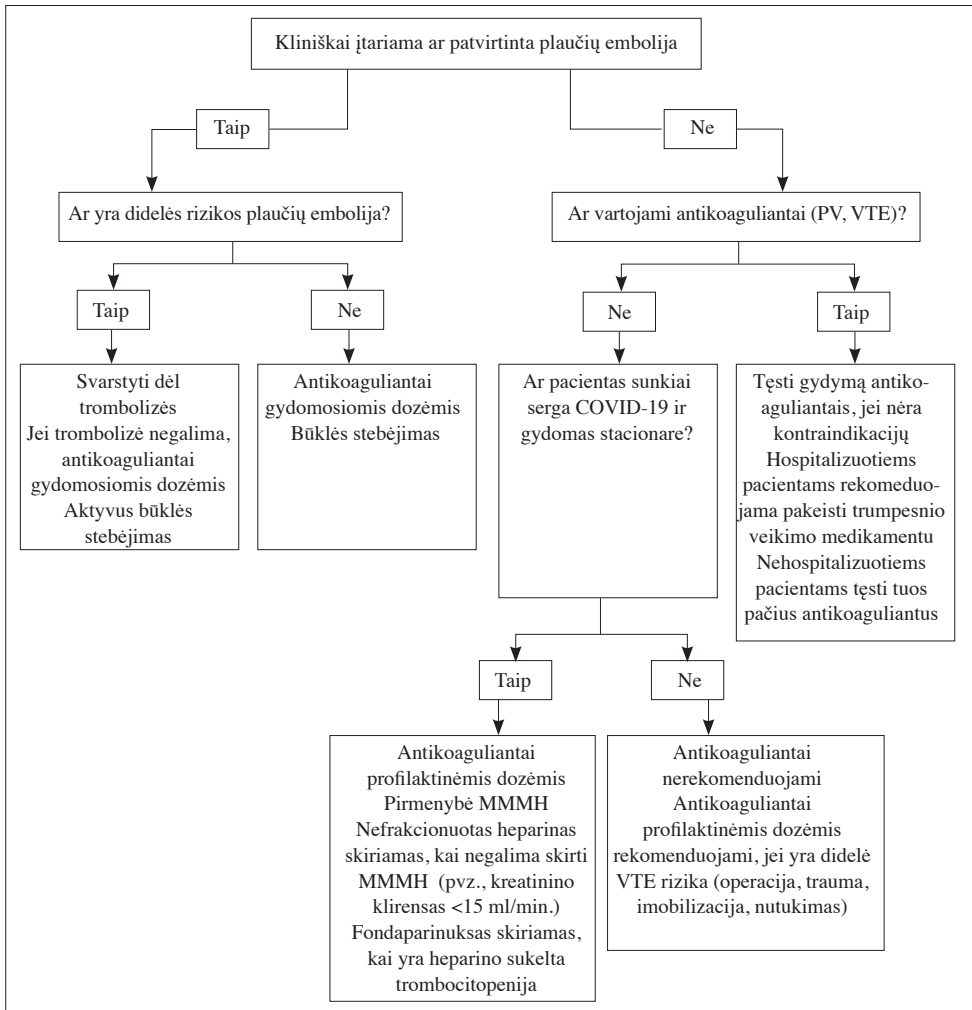 Kliniškai įtariama ar patvirtinta plaučių embolija
Taip
Ne
Ar yra didelės rizikos plaučių embolija?
Ar vartojami antikoaguliantai (PV, VTE)?
Taip
Ne
Ne
Taip
Svarstyti dėl
trombolizės
Jei trombolizė negalima,
antikoaguliantai
gydomosiomis dozėmis
Aktyvus būklės
stebėjimas
Antikoaguliantai
gydomosiomis dozėmis
Būklės stebėjimas
Ar pacientas sunkiai
serga COVID-19 ir
gydomas stacionare?
Tęsti gydymą antiko-
aguliantais, jei nėra
kontraindikacijų
Hospitalizuotiems
pacientams rekomeduo-
jama pakeisti trumpesnio
veikimo medikamentu
Nehospitalizuotiems
pacientams tęsti tuos
pačius antikoaguliantus
Taip
Ne
Antikoaguliantai
profilaktinėmis dozėmis
Pirmenybė MMMH
Nefrakcionuotas heparinas
skiriamas, kai negalima skirti
MMMH (pvz., kreatinino
klirensas <15 ml/min.)
Fondaparinuksas skiriamas,
kai yra heparino sukelta
trombocitopenija
Antikoaguliantai
nerekomenduojami
Antikoaguliantai
profilaktinėmis dozėmis
rekomenduojami, jei yra didelė
VTE rizika (operacija, trauma,
imobilizacija, nutukimas)